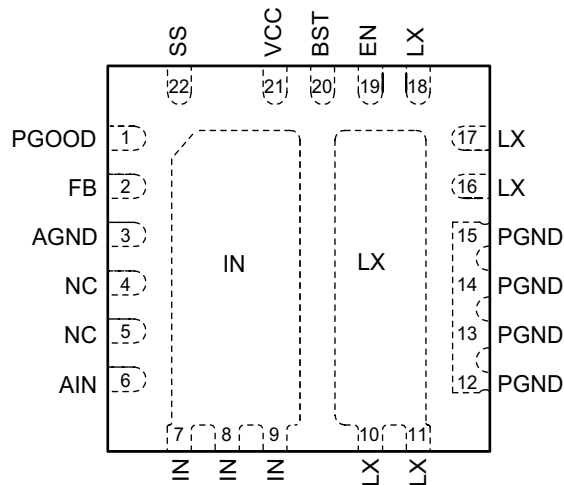 SS VCC BST EN LX
22 21 20 19 18
PGOOD 1 17 LX
FB 2 16 LX
AGND 3 15 PGND
IN LX
NC 4 14 PGND
NC 5 13 PGND
AIN 6 12 PGND
7 8 9 10 11
IN IN IN LX LX